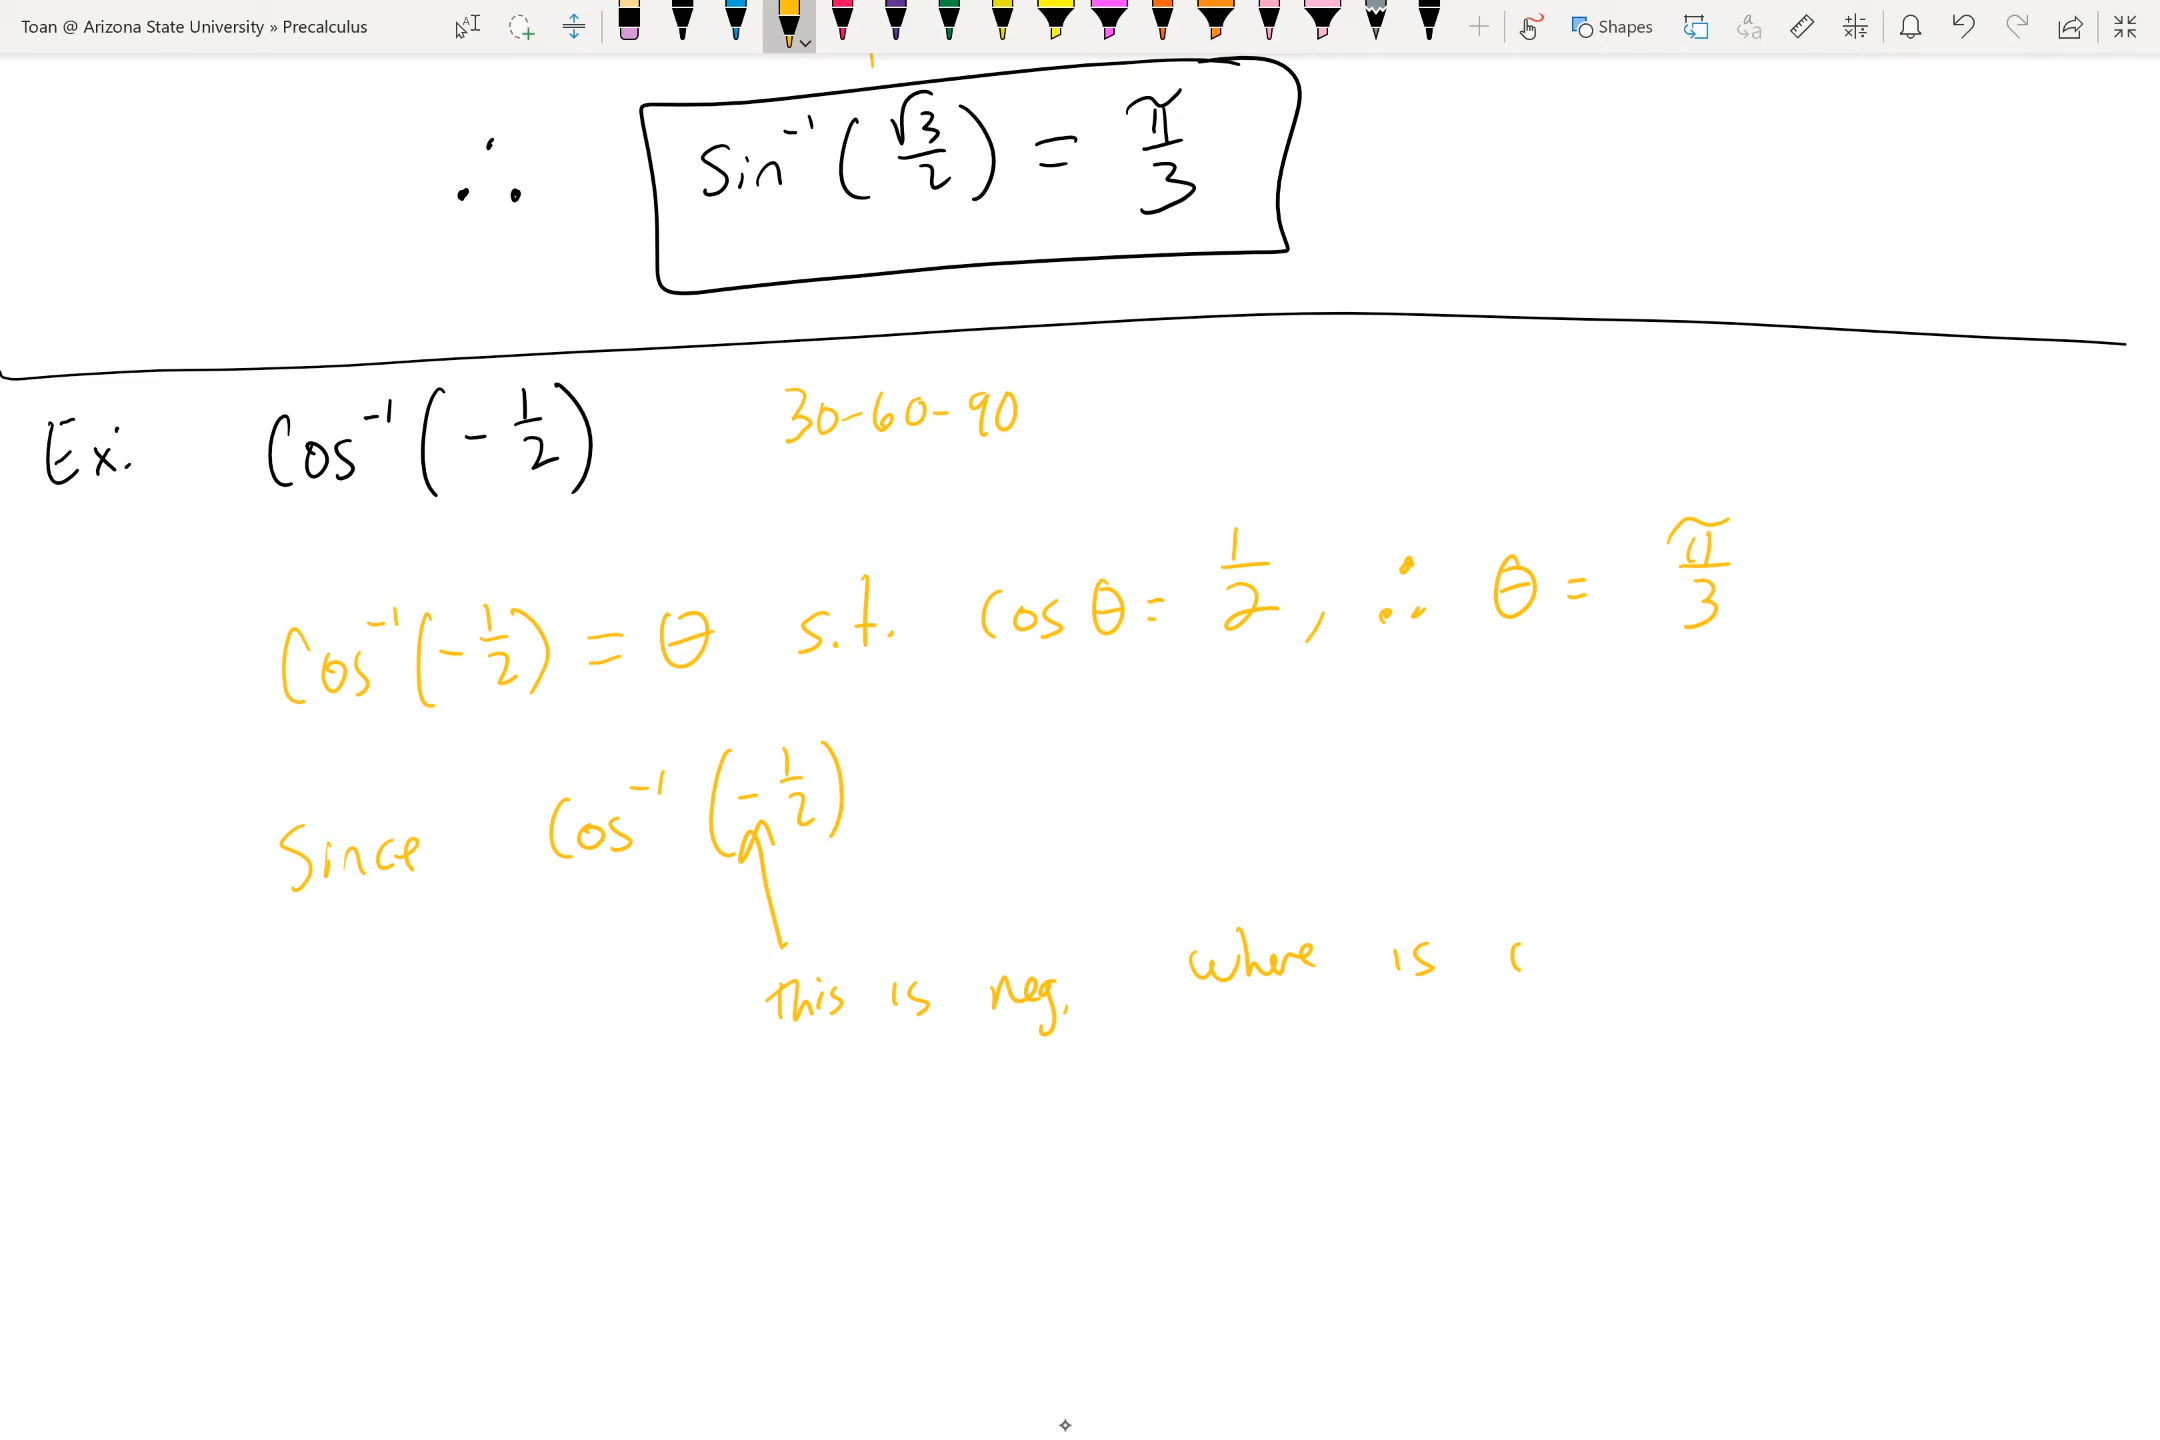 Toan @ Arizona State University » Precalculus
Shapes
∴ Sin⁻¹(√3/2) = π/3
Ex: Cos⁻¹(-1/2) 30-60-90
Cos⁻¹(-1/2) = θ s.t. Cos θ = 1/2, ∴ θ = π/3
Since Cos⁻¹(-1/2)
this is neg. where is c